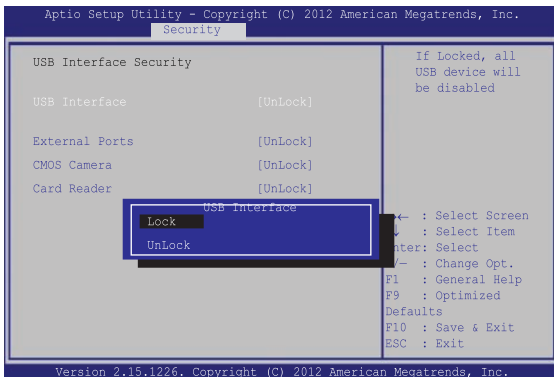 Aptio Setup Utility - Copyright (C) 2012 American Megatrends, Inc.
Security
USB Interface Security
USB Interface [UnLock]
External Ports [UnLock]
CMOS Camera [UnLock]
Card Reader [UnLock]
If Locked, all
USB device will
be disabled
USB Interface
Lock
UnLock
→← : Select Screen
↓ : Select Item
nter: Select
/— : Change Opt.
F1 : General Help
F9 : Optimized
Defaults
F10 : Save & Exit
ESC : Exit
Version 2.15.1226. Copyright (C) 2012 American Megatrends, Inc.